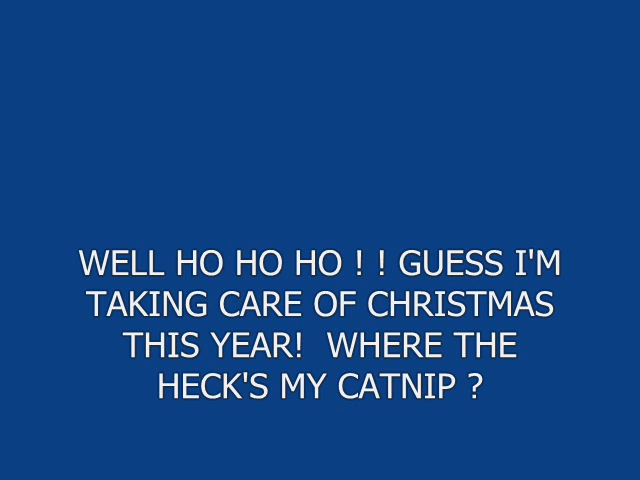 WELL HO HO HO ! ! GUESS I'M
TAKING CARE OF CHRISTMAS
THIS YEAR!  WHERE THE
HECK'S MY CATNIP ?